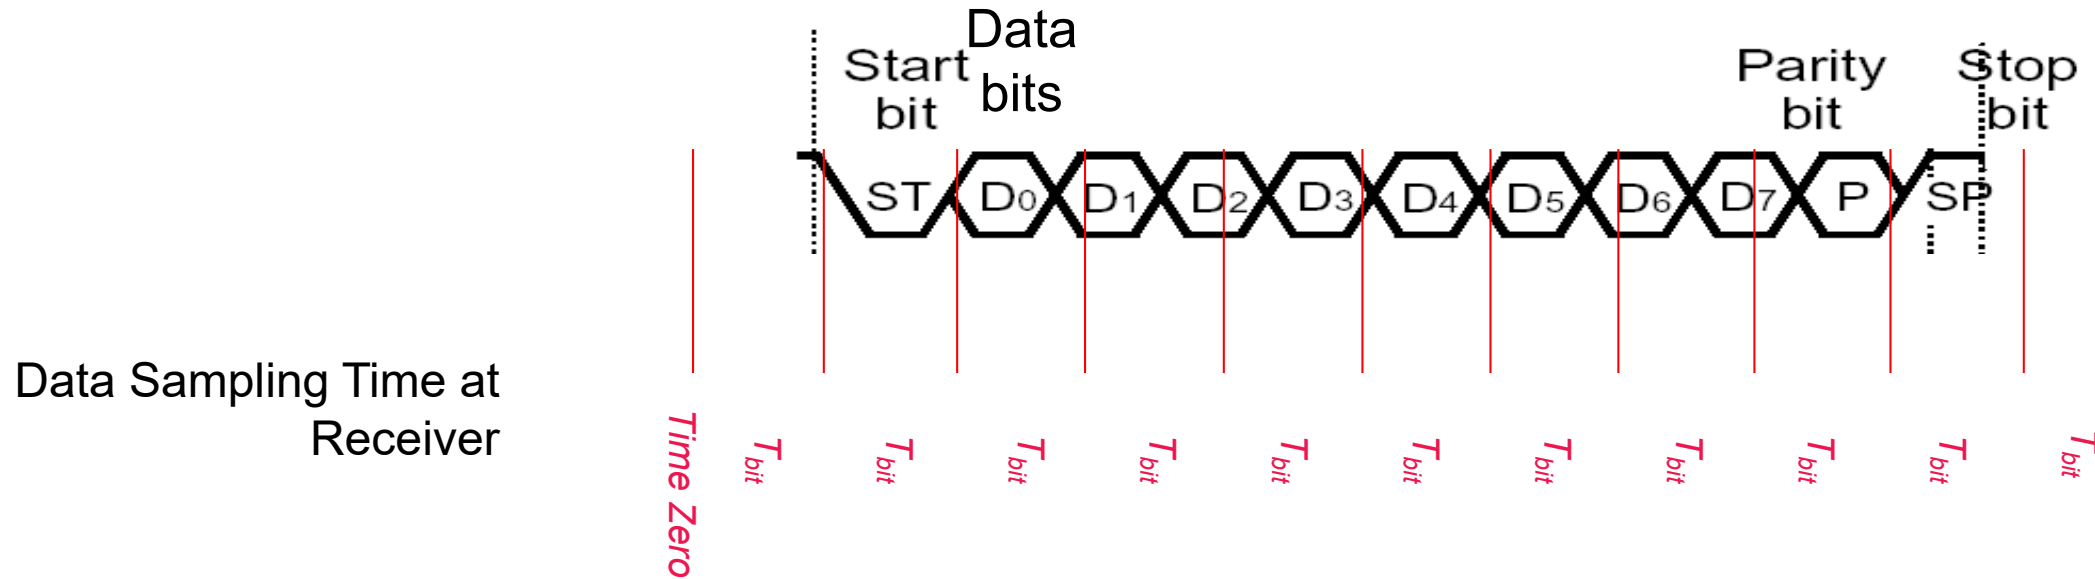 Data
bits
Start
bit
Parity
bit
Stop
bit
ST D0 D1 D2 D3 D4 D5 D6 D7 P SP
Data Sampling Time at
Receiver
Time Zero
Tbit Tbit Tbit Tbit Tbit Tbit Tbit Tbit Tbit Tbit Tbit